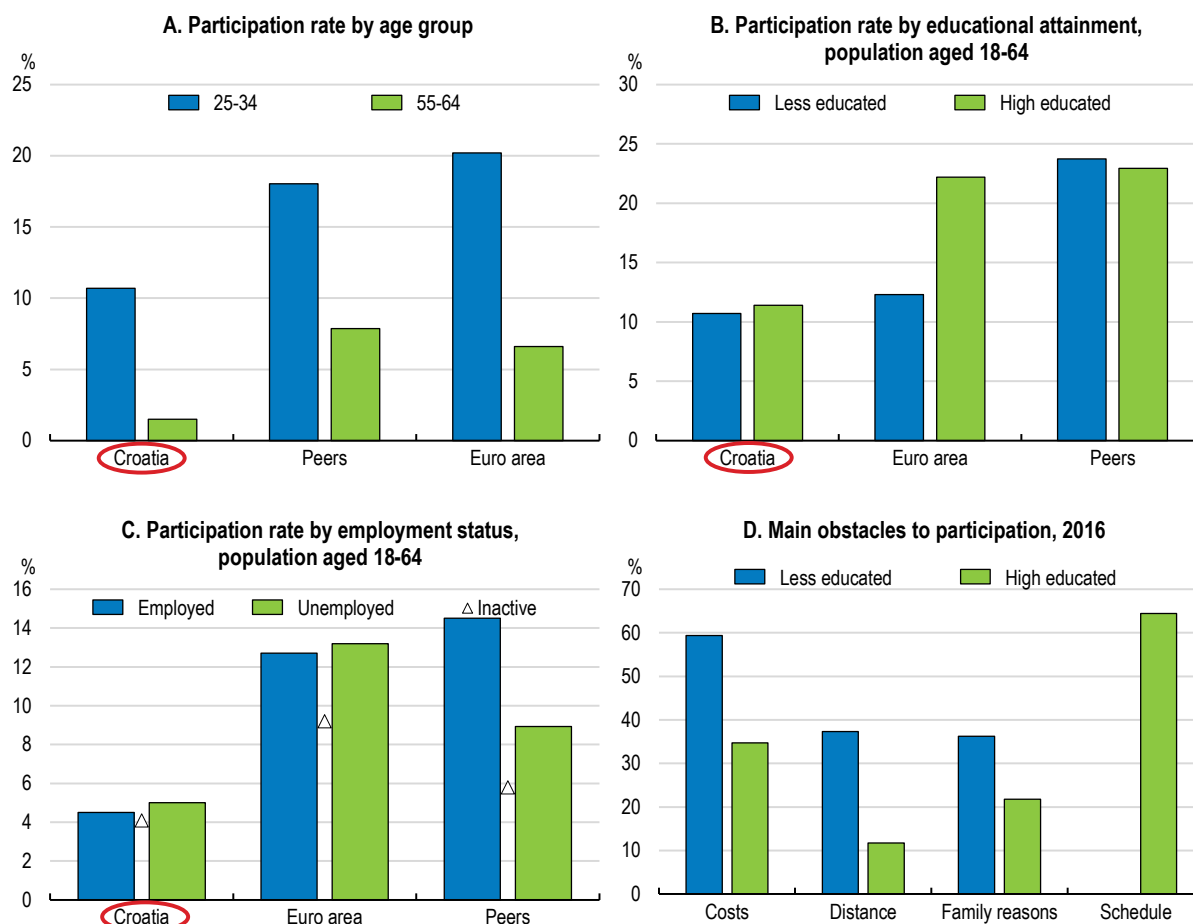 A. Participation rate by age group
%
25-34
55-64
25
20
15
10
5
0
Croatia
Peers
Euro area
B. Participation rate by educational attainment,
population aged 18-64
%
Less educated
High educated
30
25
20
15
10
5
0
Croatia
Euro area
Peers
C. Participation rate by employment status,
population aged 18-64
%
Employed
Unemployed
Inactive
16
14
12
10
8
6
4
2
0
Croatia
Euro area
Peers
D. Main obstacles to participation, 2016
%
Less educated
High educated
70
60
50
40
30
20
10
0
Costs
Distance
Family reasons
Schedule